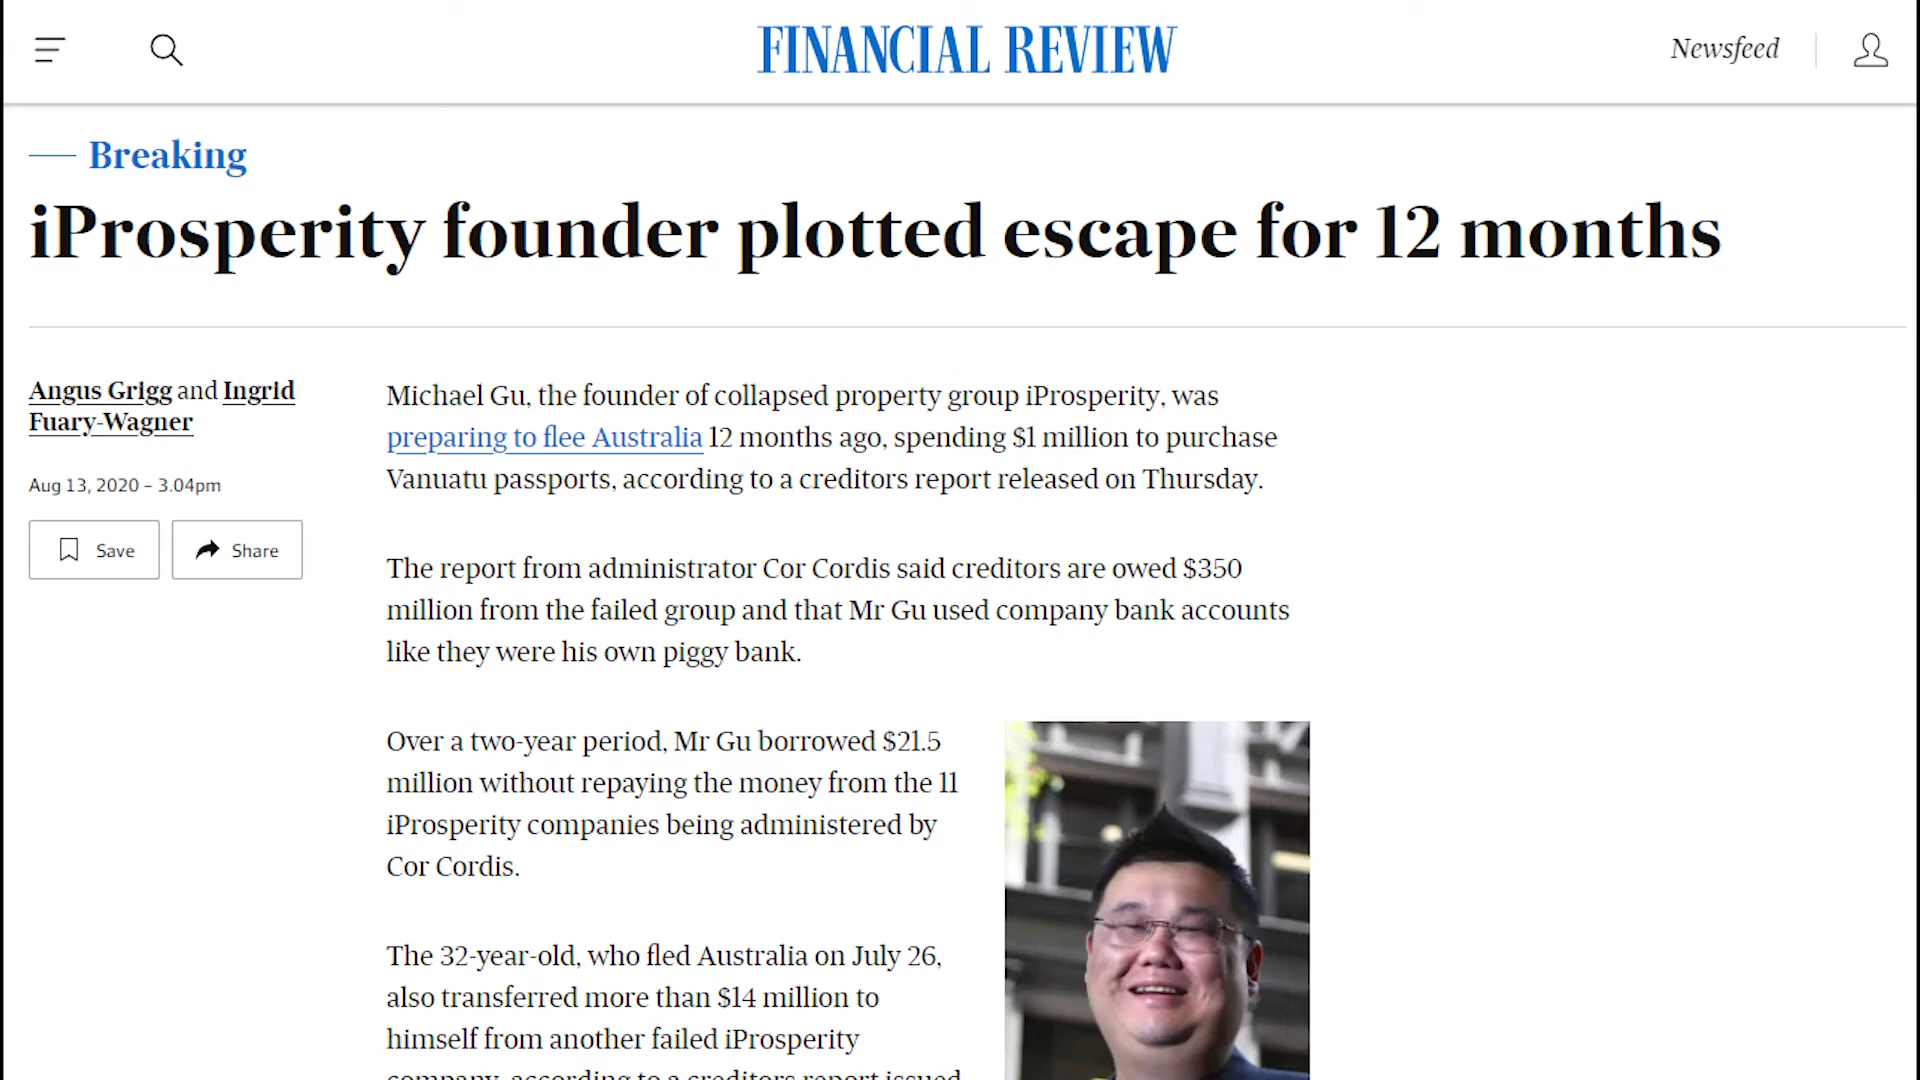 FINANCIAL REVIEW
Newsfeed
Breaking
iProsperity founder plotted escape for 12 months
Angus Grigg and Ingrid
Fuary-Wagner
Aug 13, 2020 – 3.04pm
Save
Share
Michael Gu, the founder of collapsed property group iProsperity, was
preparing to flee Australia 12 months ago, spending $1 million to purchase
Vanuatu passports, according to a creditors report released on Thursday.
The report from administrator Cor Cordis said creditors are owed $350
million from the failed group and that Mr Gu used company bank accounts
like they were his own piggy bank.
Over a two-year period, Mr Gu borrowed $21.5
million without repaying the money from the 11
iProsperity companies being administered by
Cor Cordis.
The 32-year-old, who fled Australia on July 26,
also transferred more than $14 million to
himself from another failed iProsperity
company, according to a creditors report issued